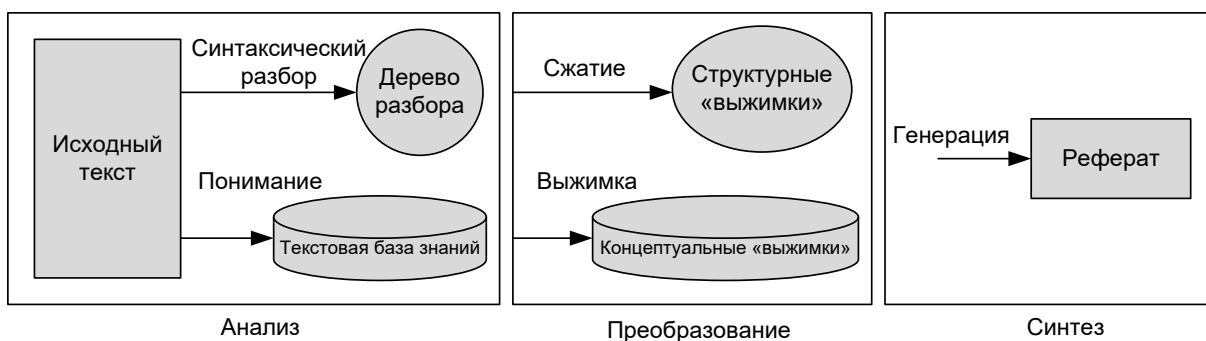 Исходный
текст
Синтаксический
разбор
Дерево
разбора
Понимание
Текстовая база знаний
Анализ
Сжатие
Структурные
«выжимки»
Выжимка
Концептуальные «выжимки»
Преобразование
Генерация
Реферат
Синтез